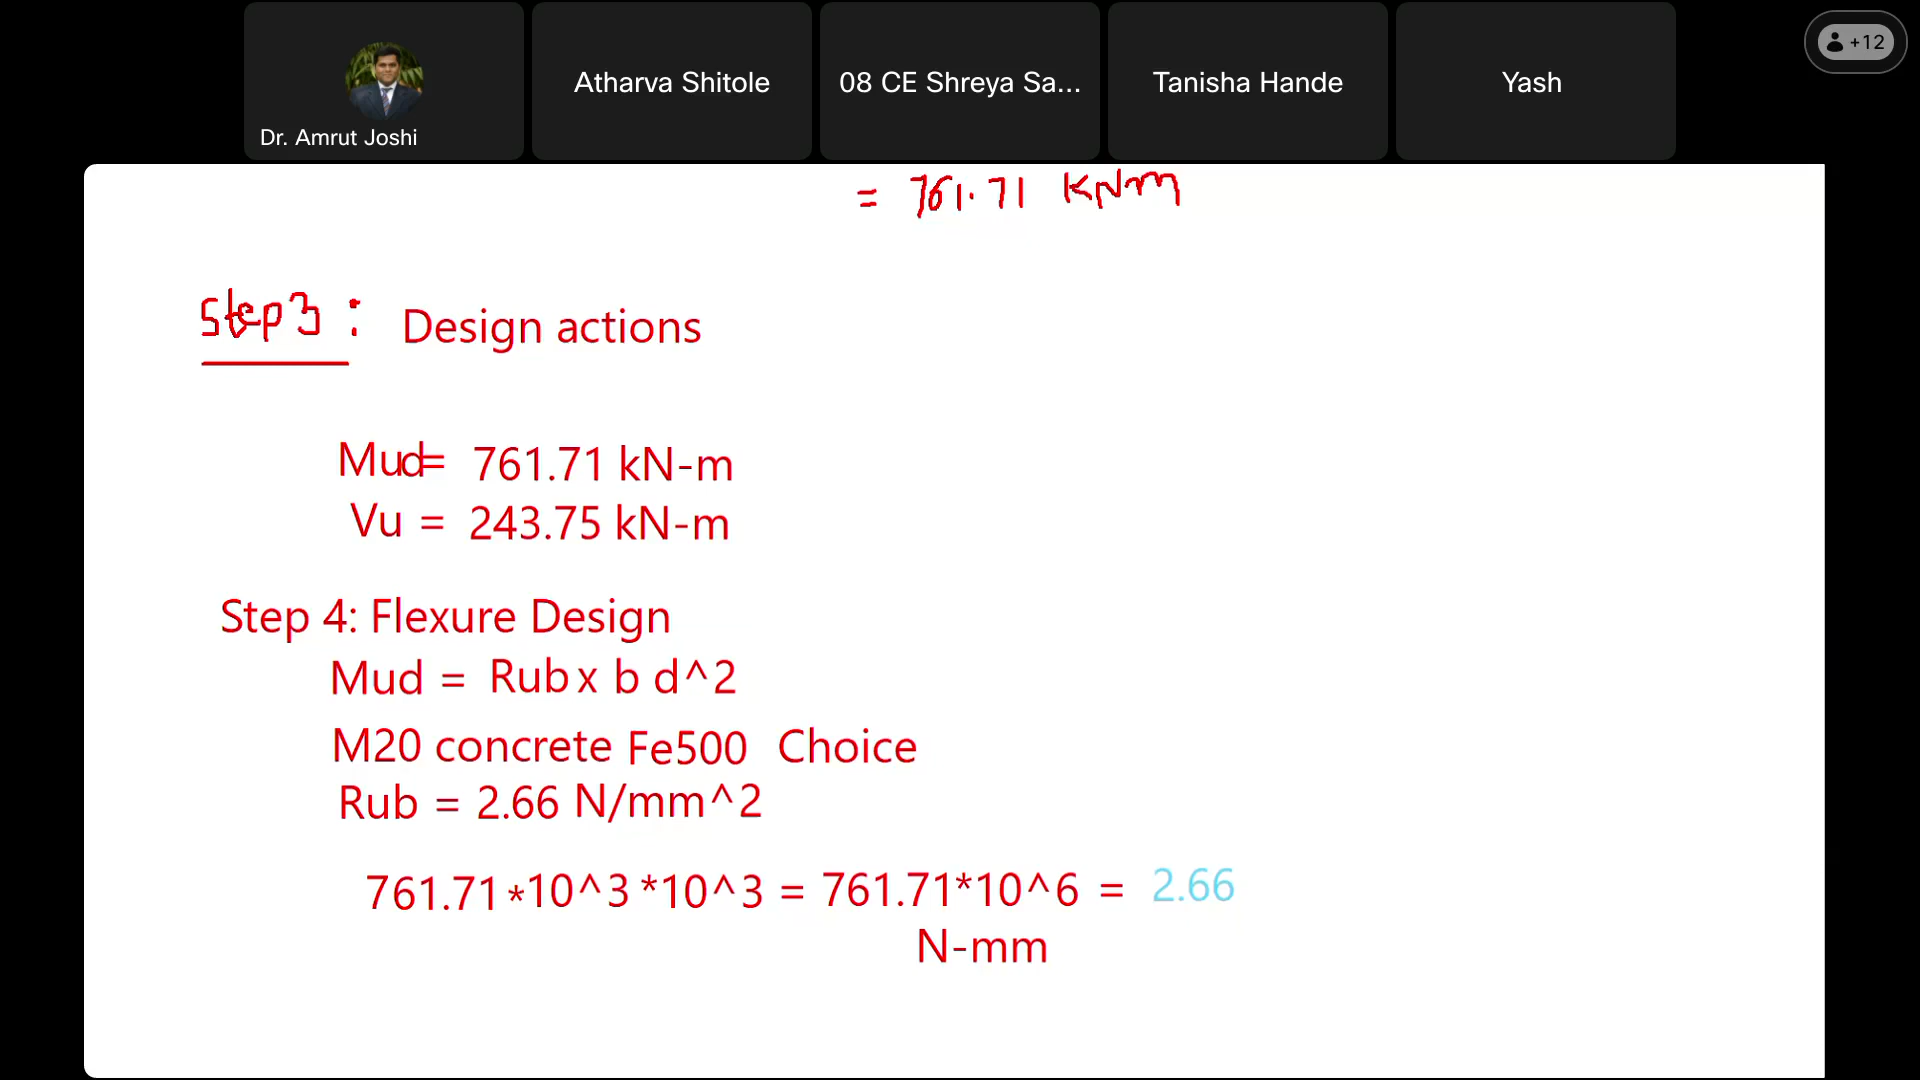 +12
Atharva Shitole
08 CE Shreya Sa...
Tanisha Hande
Yash
Dr. Amrut Joshi
= 761.71 KNm
Step 3 : Design actions
Mud= 761.71 kN-m
Vu = 243.75 kN-m
Step 4: Flexure Design
Mud = Rub x b d^2
M20 concrete Fe500 Choice
Rub = 2.66 N/mm^2
761.71 *10^3 *10^3 = 761.71*10^6 = 2.66
N-mm